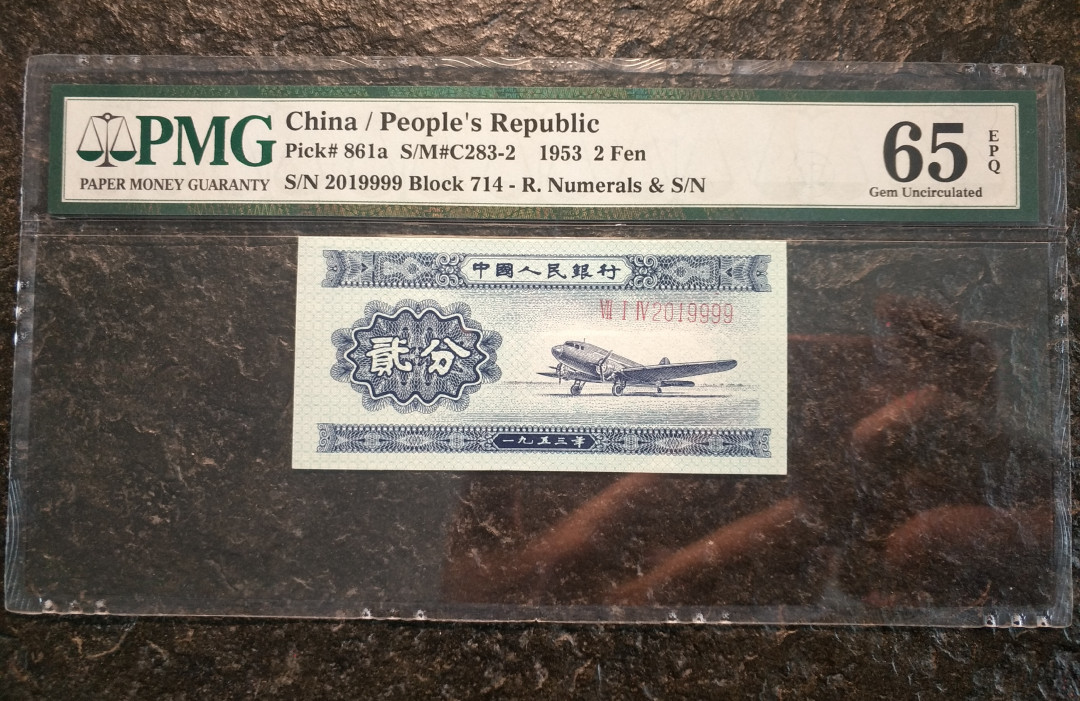 PMG
PAPER MONEY GUARANTY
China / People's Republic
Pick# 861a S/M#C283-2 1953 2 Fen
S/N 2019999 Block 714 - R. Numerals & S/N
65
EPQ
Gem Uncirculated
中國人民銀行
VII I IV 2019999
貳分
一九五三年